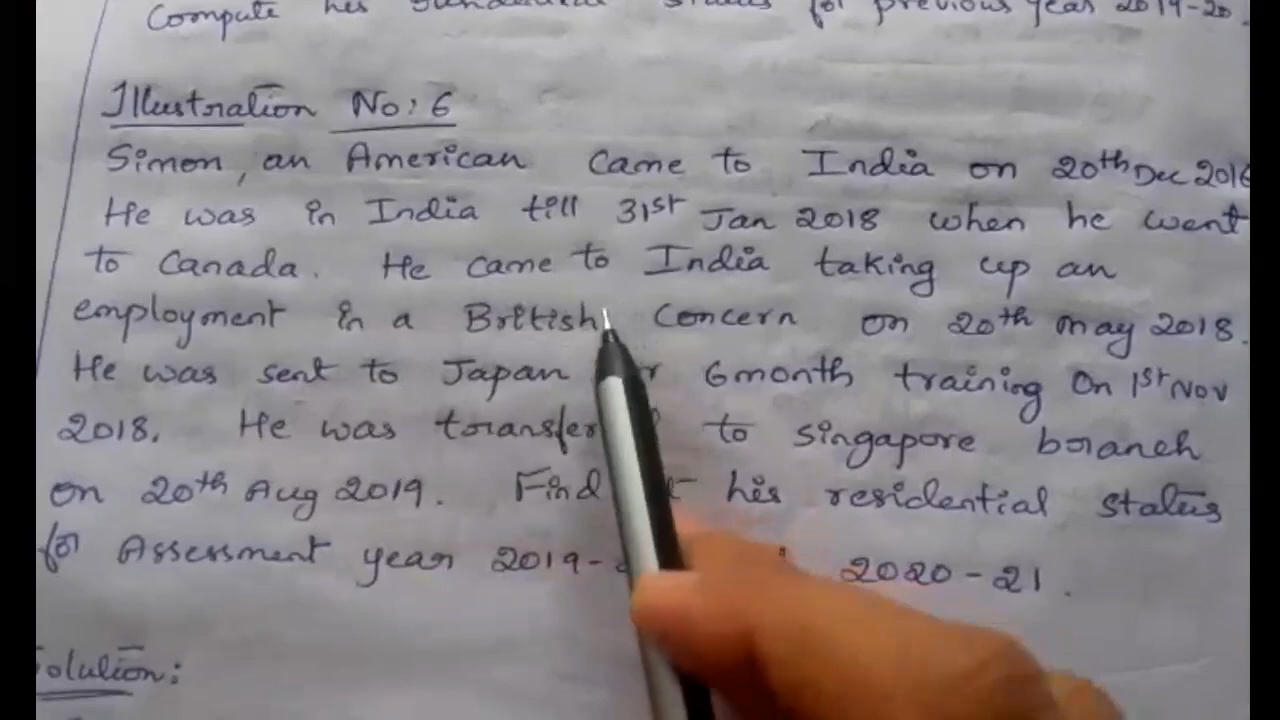 Compute his status for previous year 2019-20.
Illustration No: 6
Simon, an American came to India on 20th Dec 2016
He was in India till 31st Jan 2018 when he went
to Canada. He came to India taking up an
employment in a British concern on 20th may 2018.
He was sent to Japan 6 month training On 1st Nov
2018. He was to singapore branch
on 20th Aug 2019. Find his residential status
for Assessment year 2019- 2020-21.
Solution: